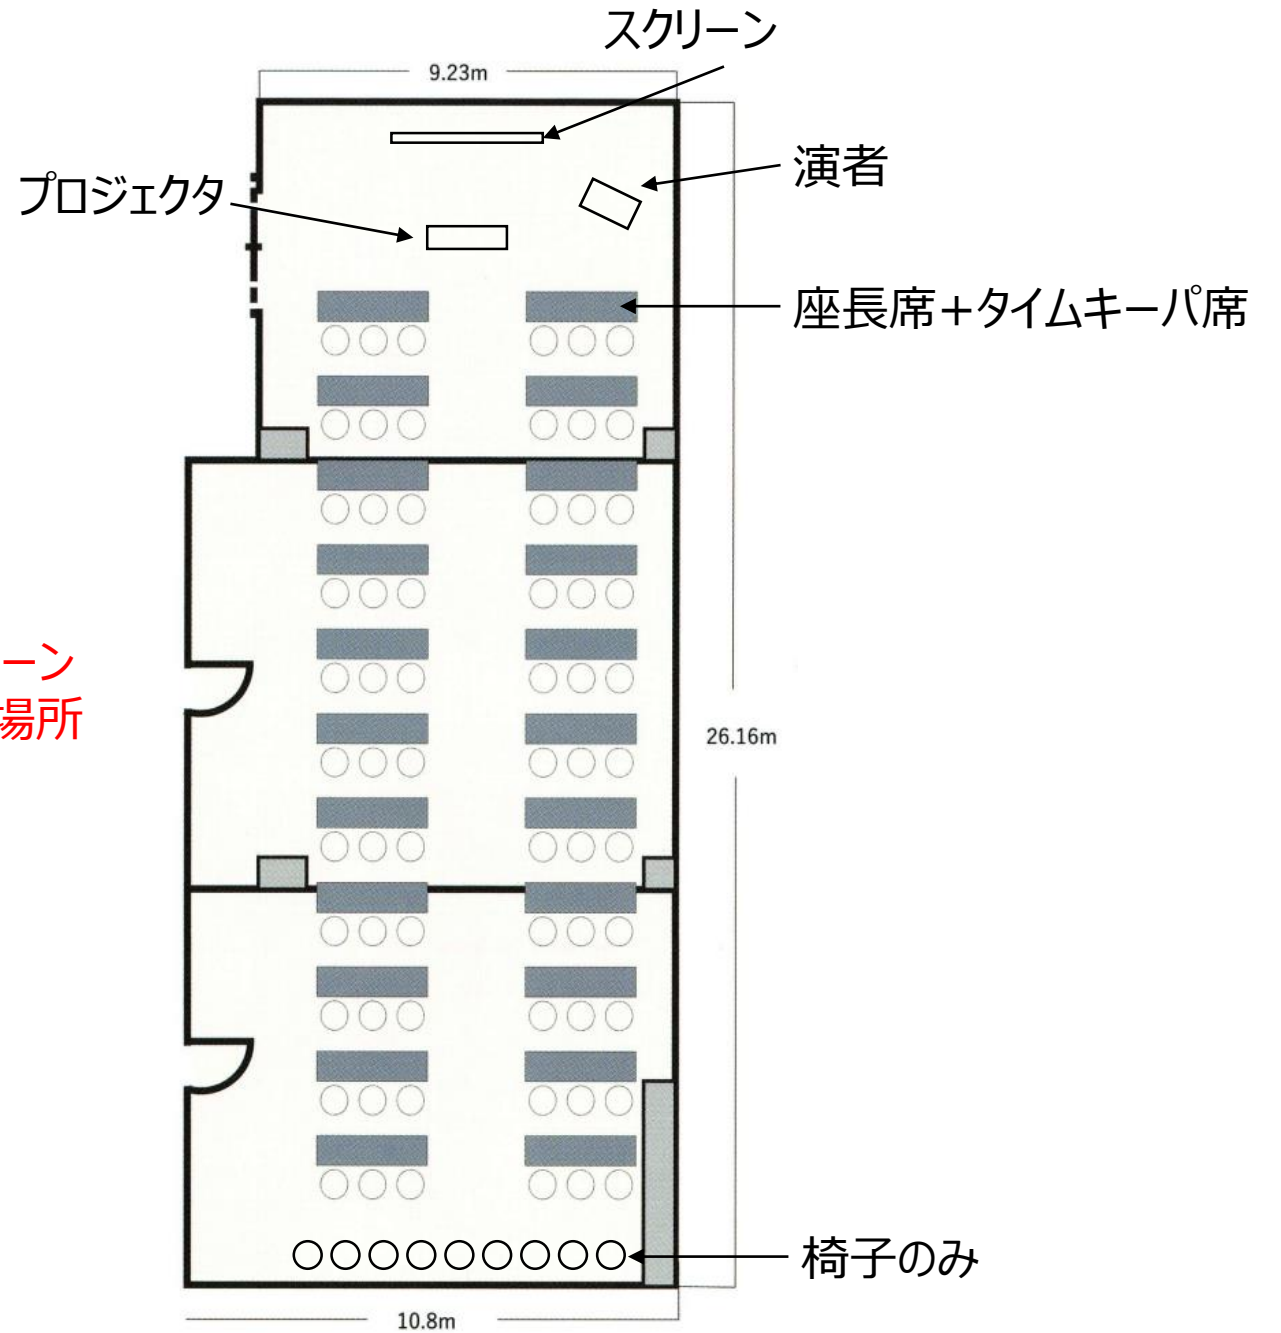 スクリーン
9.23m
演者
プロジェクタ
座長席+タイムキーパ席
ーン
場所
26.16m
椅子のみ
10.8m